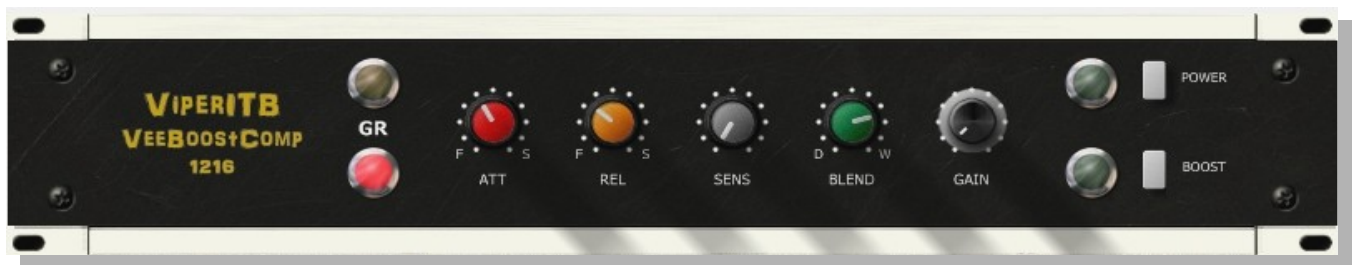 ViperITB
VeeBoostComp
1216
GR
F S
ATT
F S
REL
SENS
D W
BLEND
GAIN
POWER
BOOST